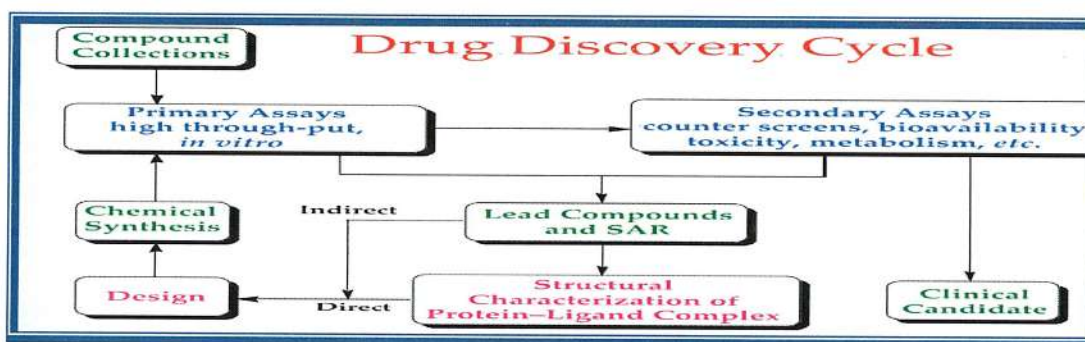 Drug Discovery Cycle
Compound
Collections
Primary Assays
high through-put,
in vitro
Secondary Assays
counter screens, bioavailability
toxicity, metabolism, etc.
Chemical
Synthesis
Indirect
Lead Compounds
and SAR
Design
Direct
Structural
Characterization of
Protein–Ligand Complex
Clinical
Candidate